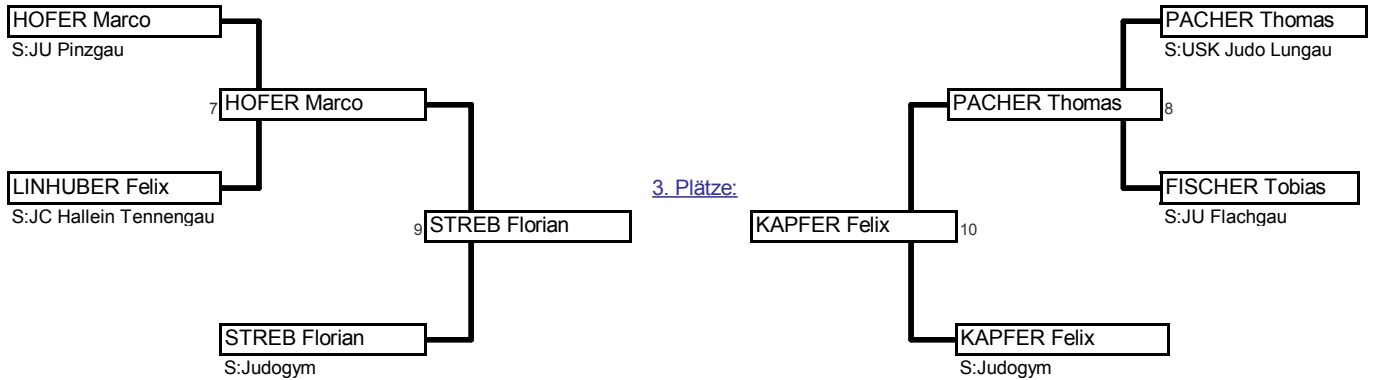 HOFER Marco
S:JU Pinzgau
7 HOFER Marco
LINHUBER Felix
S:JC Hallein Tennengau
9 STREB Florian
STREB Florian
S:Judogym
3. Plätze:
PACHER Thomas
S:USK Judo Lungau
PACHER Thomas 8
FISCHER Tobias
S:JU Flachgau
KAPFER Felix 10
KAPFER Felix
S:Judogym